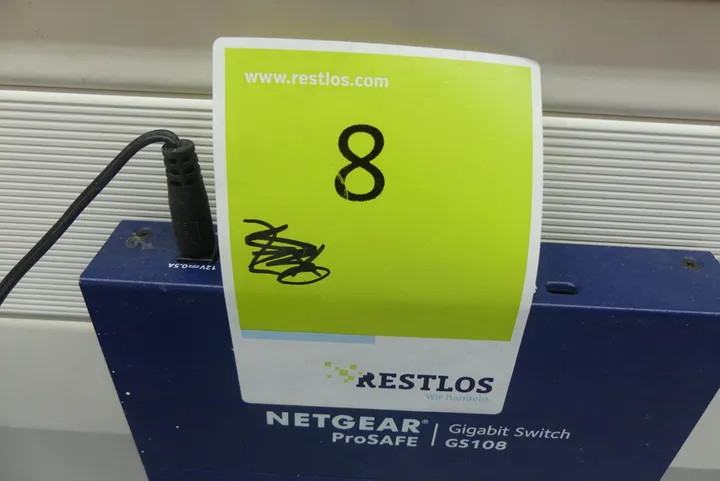 www.restlos.com
8
12V⎓0.5A
RESTLOS
Wir handeln.
NETGEAR®
ProSAFE
Gigabit Switch
GS108